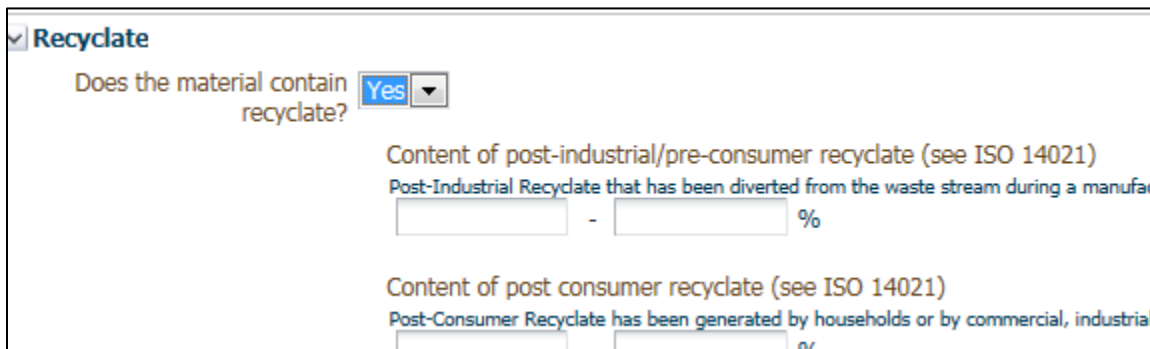 Recyclate
Does the material contain Yes
recyclate?
Content of post-industrial/pre-consumer recyclate (see ISO 14021)
Post-Industrial Recyclate that has been diverted from the waste stream during a
- %
Content of post consumer recyclate (see ISO 14021)
Post-Consumer Recyclate has been generated by households or by commercial, industrial
%